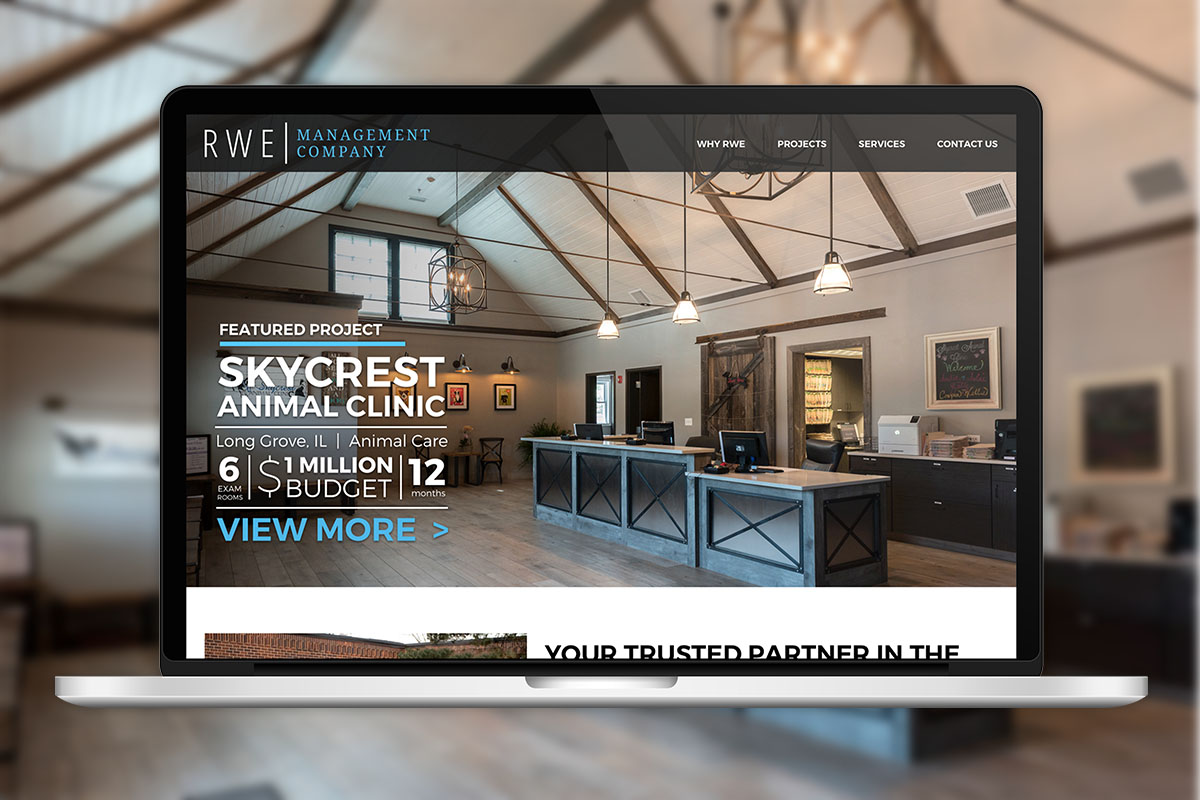 RWE | MANAGEMENT
COMPANY
WHY RWE PROJECTS SERVICES CONTACT US
FEATURED PROJECT
SKYCREST
ANIMAL CLINIC
Long Grove, IL | Animal Care
6 EXAM ROOMS | $1 MILLION BUDGET | 12 months
VIEW MORE >
Welcome
YOUR TRUSTED PARTNER IN THE